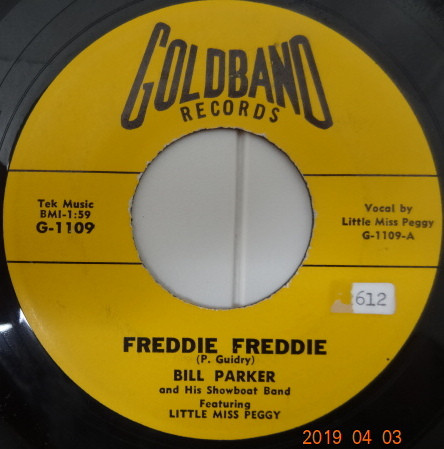 GOLDBAND
RECORDS
Tek Music
BMI-1:59
G-1109
Vocal by
Little Miss Peggy
G-1109-A
612
FREDDIE FREDDIE
(P. Guidry)
BILL PARKER
and His Showboat Band
Featuring
LITTLE MISS PEGGY
2019 04 03